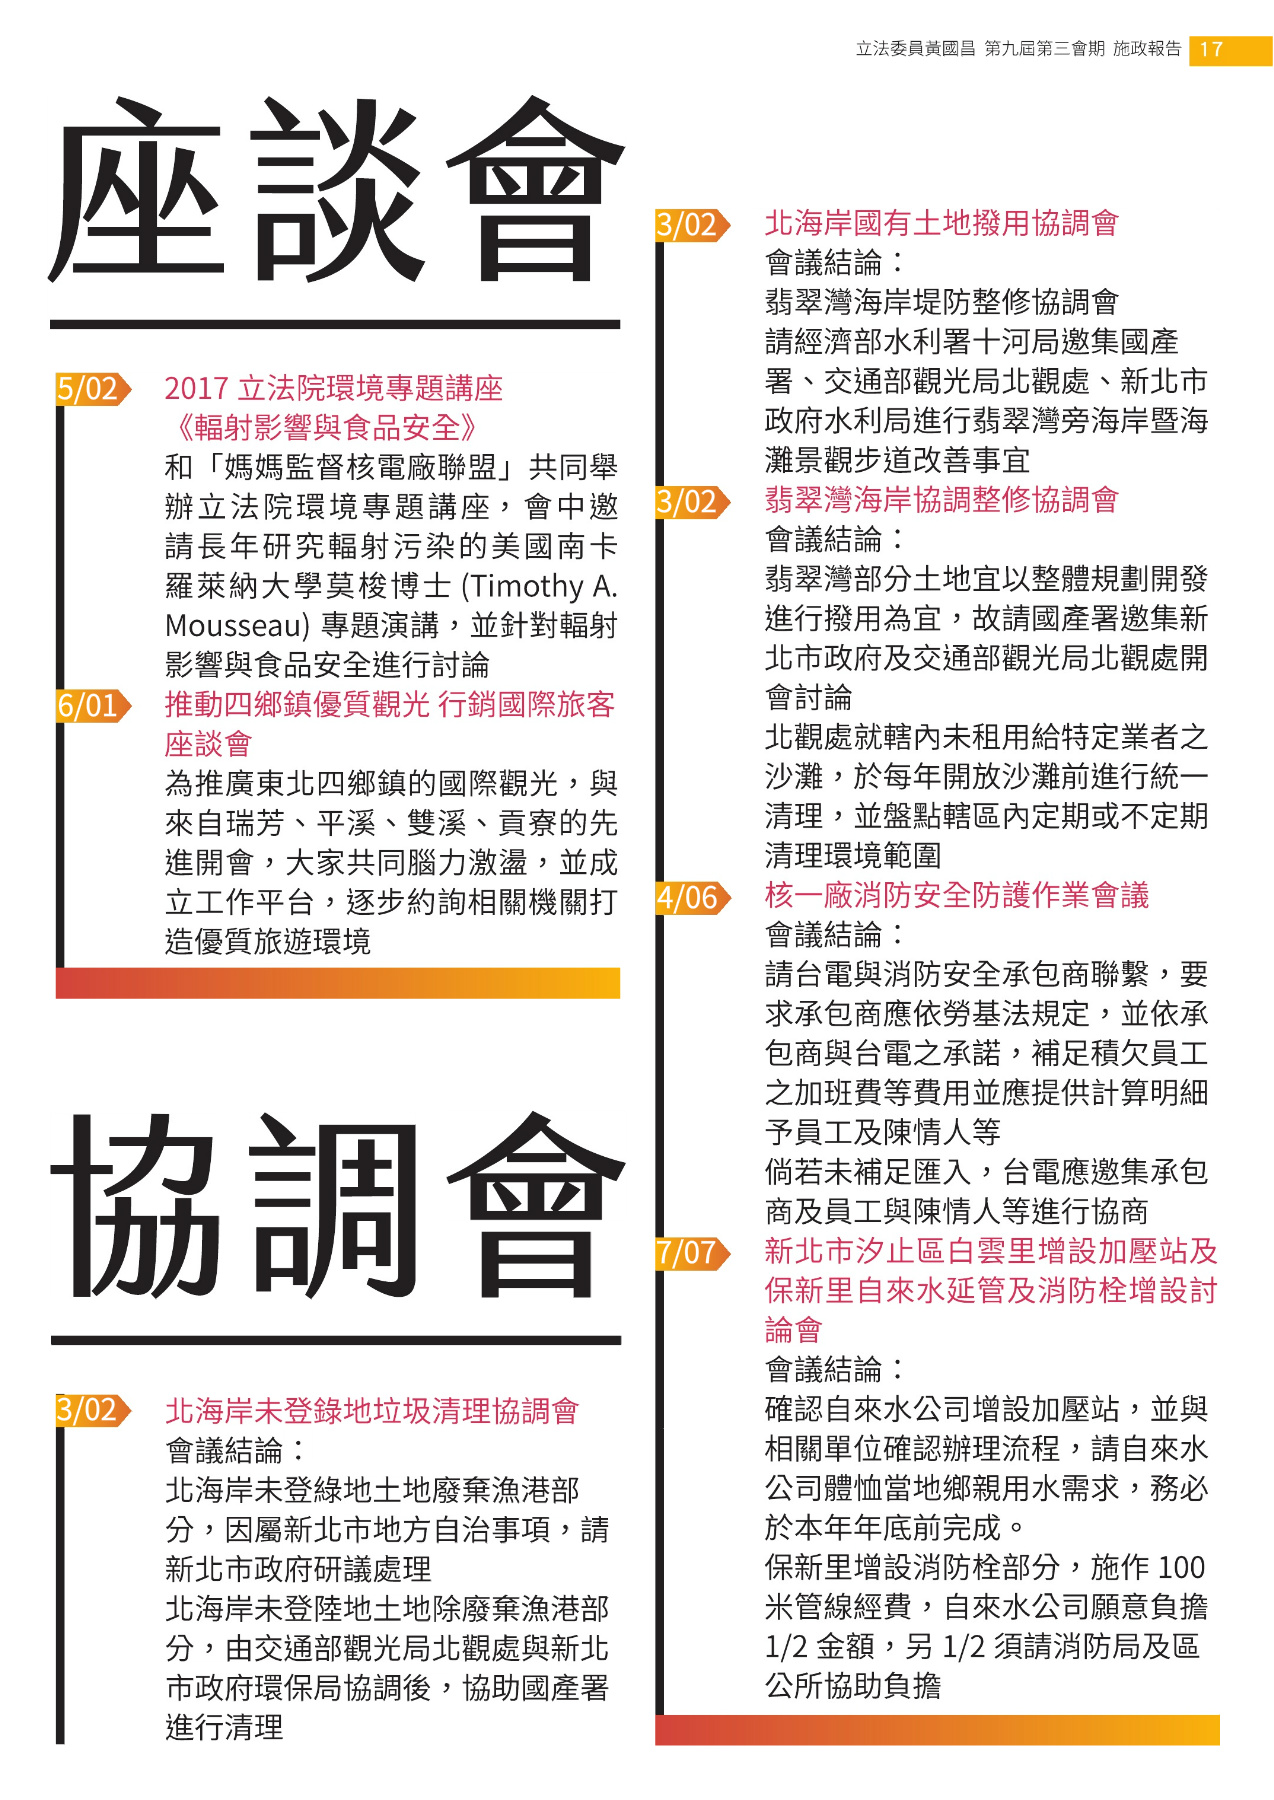 立法委員黃國昌 第九屆第三會期 施政報告 17
座談會
5/02
2017 立法院環境專題講座
《輻射影響與食品安全》
和「媽媽監督核電廠聯盟」共同舉
辦立法院環境專題講座，會中邀
請長年研究輻射污染的美國南卡
羅萊納大學莫梭博士 (Timothy A.
Mousseau) 專題演講，並針對輻射
影響與食品安全進行討論
6/01
推動四鄉鎮優質觀光 行銷國際旅客
座談會
為推廣東北四鄉鎮的國際觀光，與
來自瑞芳、平溪、雙溪、貢寮的先
進開會，大家共同腦力激盪，並成
立工作平台，逐步約詢相關機關打
造優質旅遊環境
協調會
3/02
北海岸未登錄地垃圾清理協調會
會議結論：
北海岸未登綠地土地廢棄漁港部
分，因屬新北市地方自治事項，請
新北市政府研議處理
北海岸未登陸地土地除廢棄漁港部
分，由交通部觀光局北觀處與新北
市政府環保局協調後，協助國產署
進行清理
3/02
北海岸國有土地撥用協調會
會議結論：
翡翠灣海岸堤防整修協調會
請經濟部水利署十河局邀集國產
署、交通部觀光局北觀處、新北市
政府水利局進行翡翠灣旁海岸暨海
灘景觀步道改善事宜
3/02
翡翠灣海岸協調整修協調會
會議結論：
翡翠灣部分土地宜以整體規劃開發
進行撥用為宜，故請國產署邀集新
北市政府及交通部觀光局北觀處開
會討論
北觀處就轄內未租用給特定業者之
沙灘，於每年開放沙灘前進行統一
清理，並盤點轄區內定期或不定期
清理環境範圍
4/06
核一廠消防安全防護作業會議
會議結論：
請台電與消防安全承包商聯繫，要
求承包商應依勞基法規定，並依承
包商與台電之承諾，補足積欠員工
之加班費等費用並應提供計算明細
予員工及陳情人等
倘若未補足匯入，台電應邀集承包
商及員工與陳情人等進行協商
7/07
新北市汐止區白雲里增設加壓站及
保新里自來水延管及消防栓增設討
論會
會議結論：
確認自來水公司增設加壓站，並與
相關單位確認辦理流程，請自來水
公司體恤當地鄉親用水需求，務必
於本年年底前完成。
保新里增設消防栓部分，施作 100
米管線經費，自來水公司願意負擔
1/2 金額，另 1/2 須請消防局及區
公所協助負擔